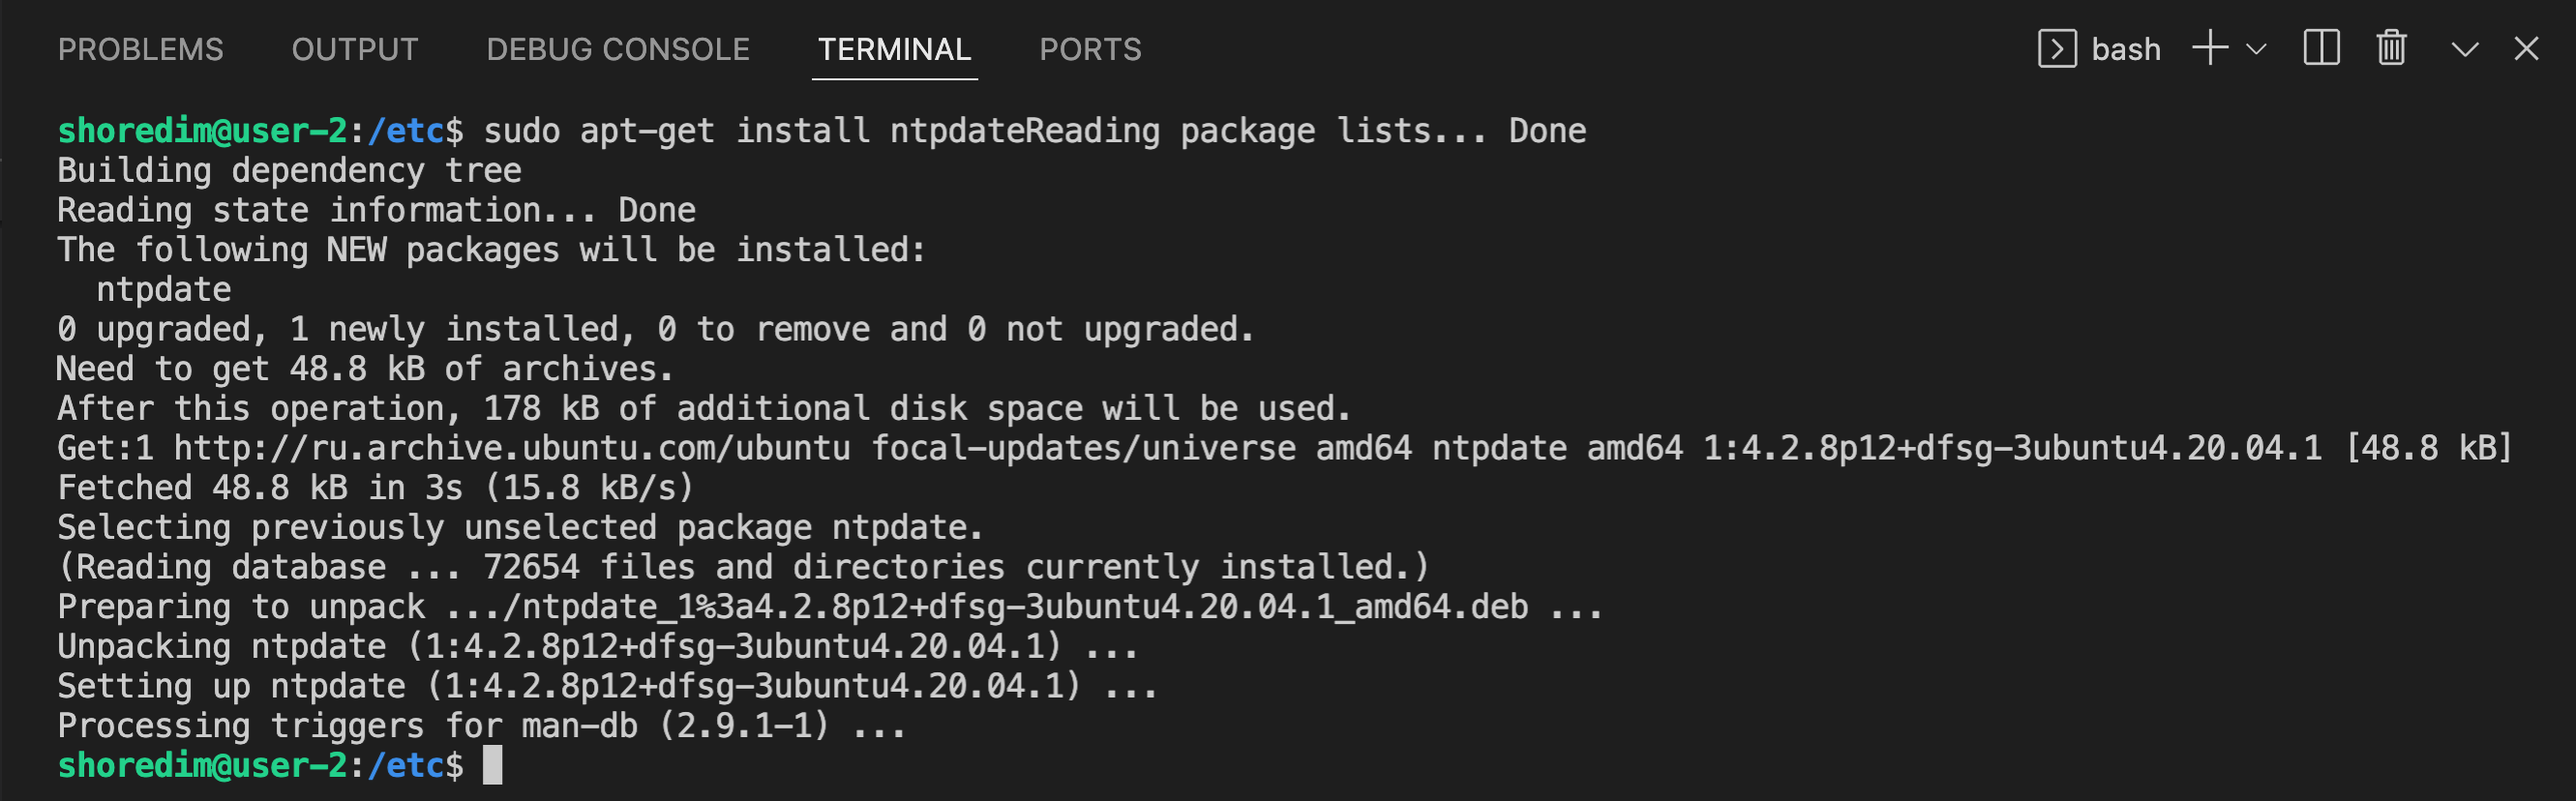 PROBLEMS OUTPUT DEBUG CONSOLE TERMINAL PORTS bash
shoredim@user-2:/etc$ sudo apt-get install ntpdateReading package lists... Done
Building dependency tree
Reading state information... Done
The following NEW packages will be installed:
  ntpdate
0 upgraded, 1 newly installed, 0 to remove and 0 not upgraded.
Need to get 48.8 kB of archives.
After this operation, 178 kB of additional disk space will be used.
Get:1 http://ru.archive.ubuntu.com/ubuntu focal-updates/universe amd64 ntpdate amd64 1:4.2.8p12+dfsg-3ubuntu4.20.04.1 [48.8 kB]
Fetched 48.8 kB in 3s (15.8 kB/s)
Selecting previously unselected package ntpdate.
(Reading database ... 72654 files and directories currently installed.)
Preparing to unpack .../ntpdate_1%3a4.2.8p12+dfsg-3ubuntu4.20.04.1_amd64.deb ...
Unpacking ntpdate (1:4.2.8p12+dfsg-3ubuntu4.20.04.1) ...
Setting up ntpdate (1:4.2.8p12+dfsg-3ubuntu4.20.04.1) ...
Processing triggers for man-db (2.9.1-1) ...
shoredim@user-2:/etc$